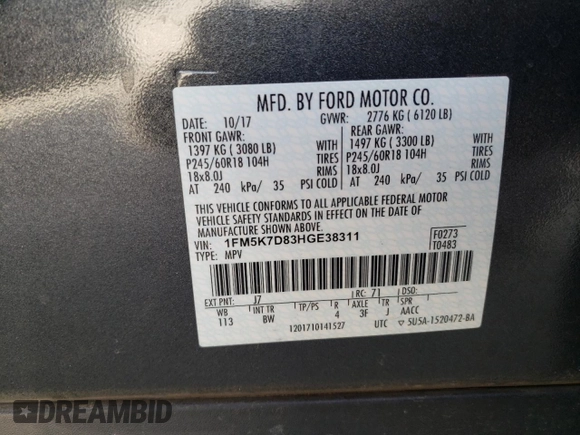 MFD. BY FORD MOTOR CO.
DATE: 10/17 GVWR: 2776 KG ( 6120 LB)
FRONT GAWR: REAR GAWR:
1397 KG ( 3080 LB) WITH 1497 KG ( 3300 LB) WITH
P245/60R18 104H TIRES P245/60R18 104H TIRES
18x8.0J RIMS 18x8.0J RIMS
AT 240 kPa/ 35 PSI COLD AT 240 kPa/ 35 PSI COLD
THIS VEHICLE CONFORMS TO ALL APPLICABLE FEDERAL MOTOR
VEHICLE SAFETY STANDARDS IN EFFECT ON THE DATE OF
MANUFACTURE SHOWN ABOVE.
VIN: 1FM5K7D83HGE38311 F0273
TYPE: MPV T0483
EXT PNT: J7 RC: 71 DSO:
WB INT TR TP/PS R AXLE TR SPR
113 BW 4 3F J AACC
1201710141527 UTC ▽ 5U5A-1520472-BA
DREAMBID